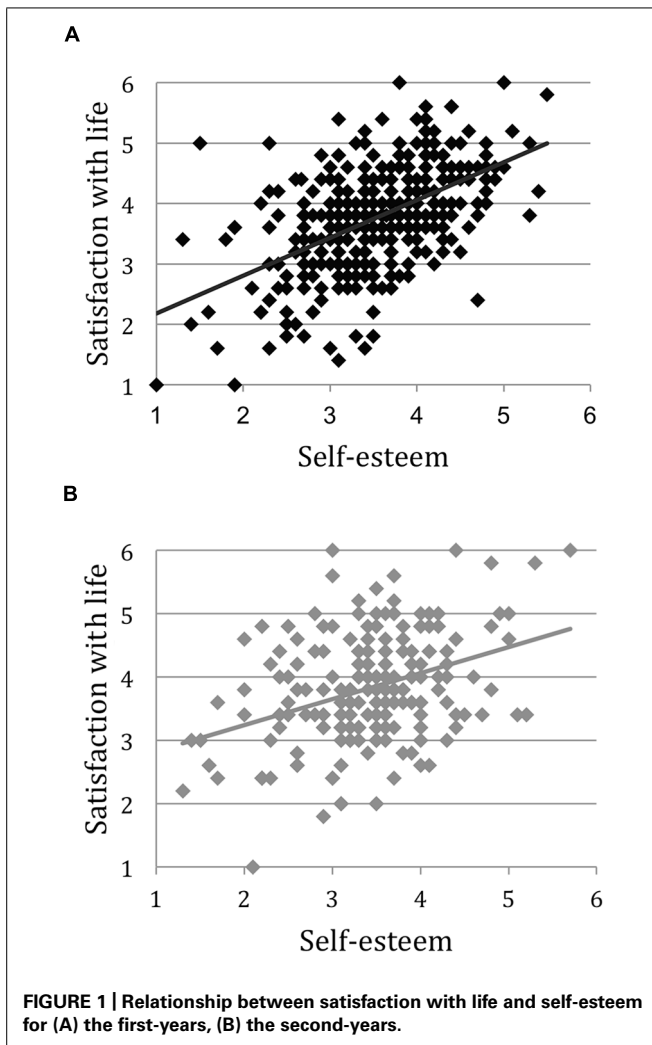 A
6
5
4
3
2
1
Satisfaction with life
1 2 3 4 5 6
Self-esteem
B
6
5
4
3
2
1
Satisfaction with life
1 2 3 4 5 6
Self-esteem
FIGURE 1 | Relationship between satisfaction with life and self-esteem
for (A) the first-years, (B) the second-years.